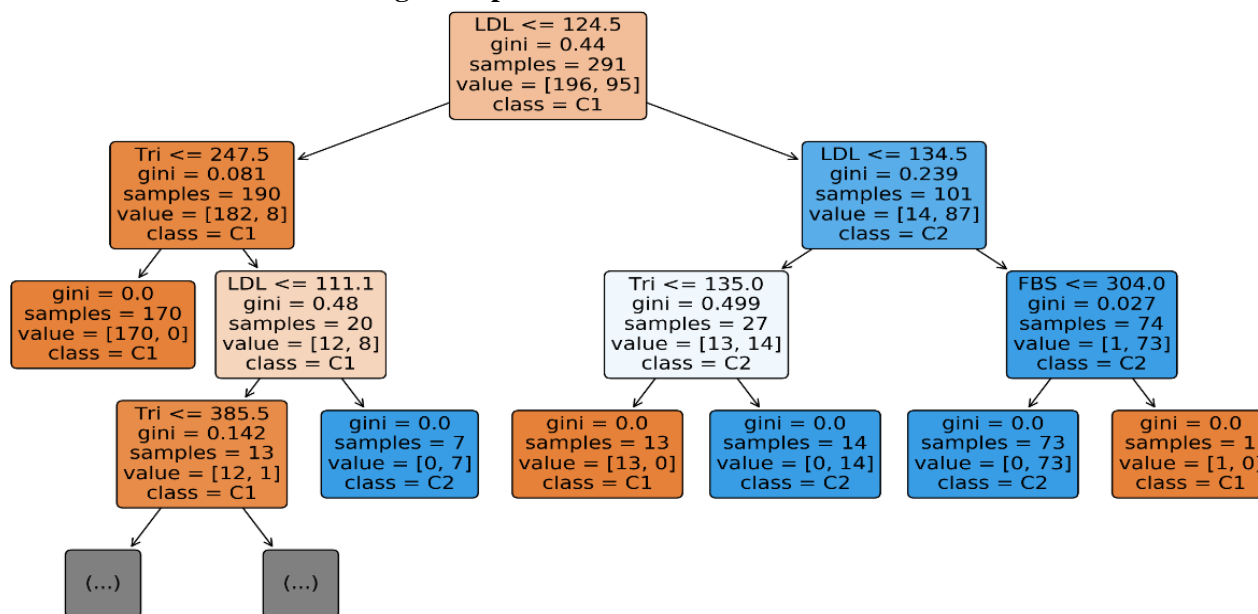 LDL <= 124.5
gini = 0.44
samples = 291
value = [196, 95]
class = C1
Tri <= 247.5
gini = 0.081
samples = 190
value = [182, 8]
class = C1
LDL <= 134.5
gini = 0.239
samples = 101
value = [14, 87]
class = C2
gini = 0.0
samples = 170
value = [170, 0]
class = C1
LDL <= 111.1
gini = 0.48
samples = 20
value = [12, 8]
class = C1
Tri <= 135.0
gini = 0.499
samples = 27
value = [13, 14]
class = C2
FBS <= 304.0
gini = 0.027
samples = 74
value = [1, 73]
class = C2
Tri <= 385.5
gini = 0.142
samples = 13
value = [12, 1]
class = C1
gini = 0.0
samples = 7
value = [0, 7]
class = C2
gini = 0.0
samples = 13
value = [13, 0]
class = C1
gini = 0.0
samples = 14
value = [0, 14]
class = C2
gini = 0.0
samples = 73
value = [0, 73]
class = C2
gini = 0.0
samples = 1
value = [1, 0]
class = C1
(...)
(...)